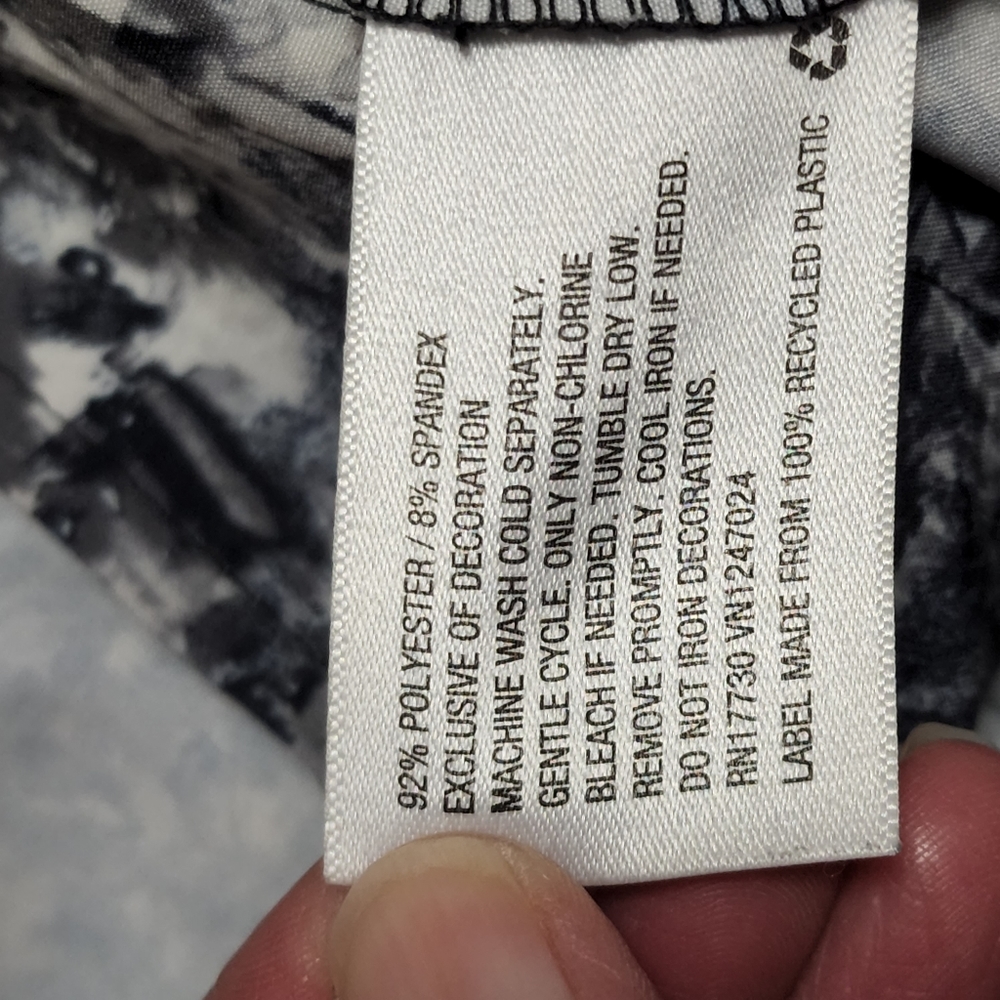 92% POLYESTER / 8% SPANDEX
EXCLUSIVE OF DECORATION
MACHINE WASH COLD SEPARATELY.
GENTLE CYCLE. ONLY NON-CHLORINE
BLEACH IF NEEDED. TUMBLE DRY LOW.
REMOVE PROMPTLY. COOL IRON IF NEEDED.
DO NOT IRON DECORATIONS.
RN17730 VN1247024
LABEL MADE FROM 100% RECYCLED PLASTIC